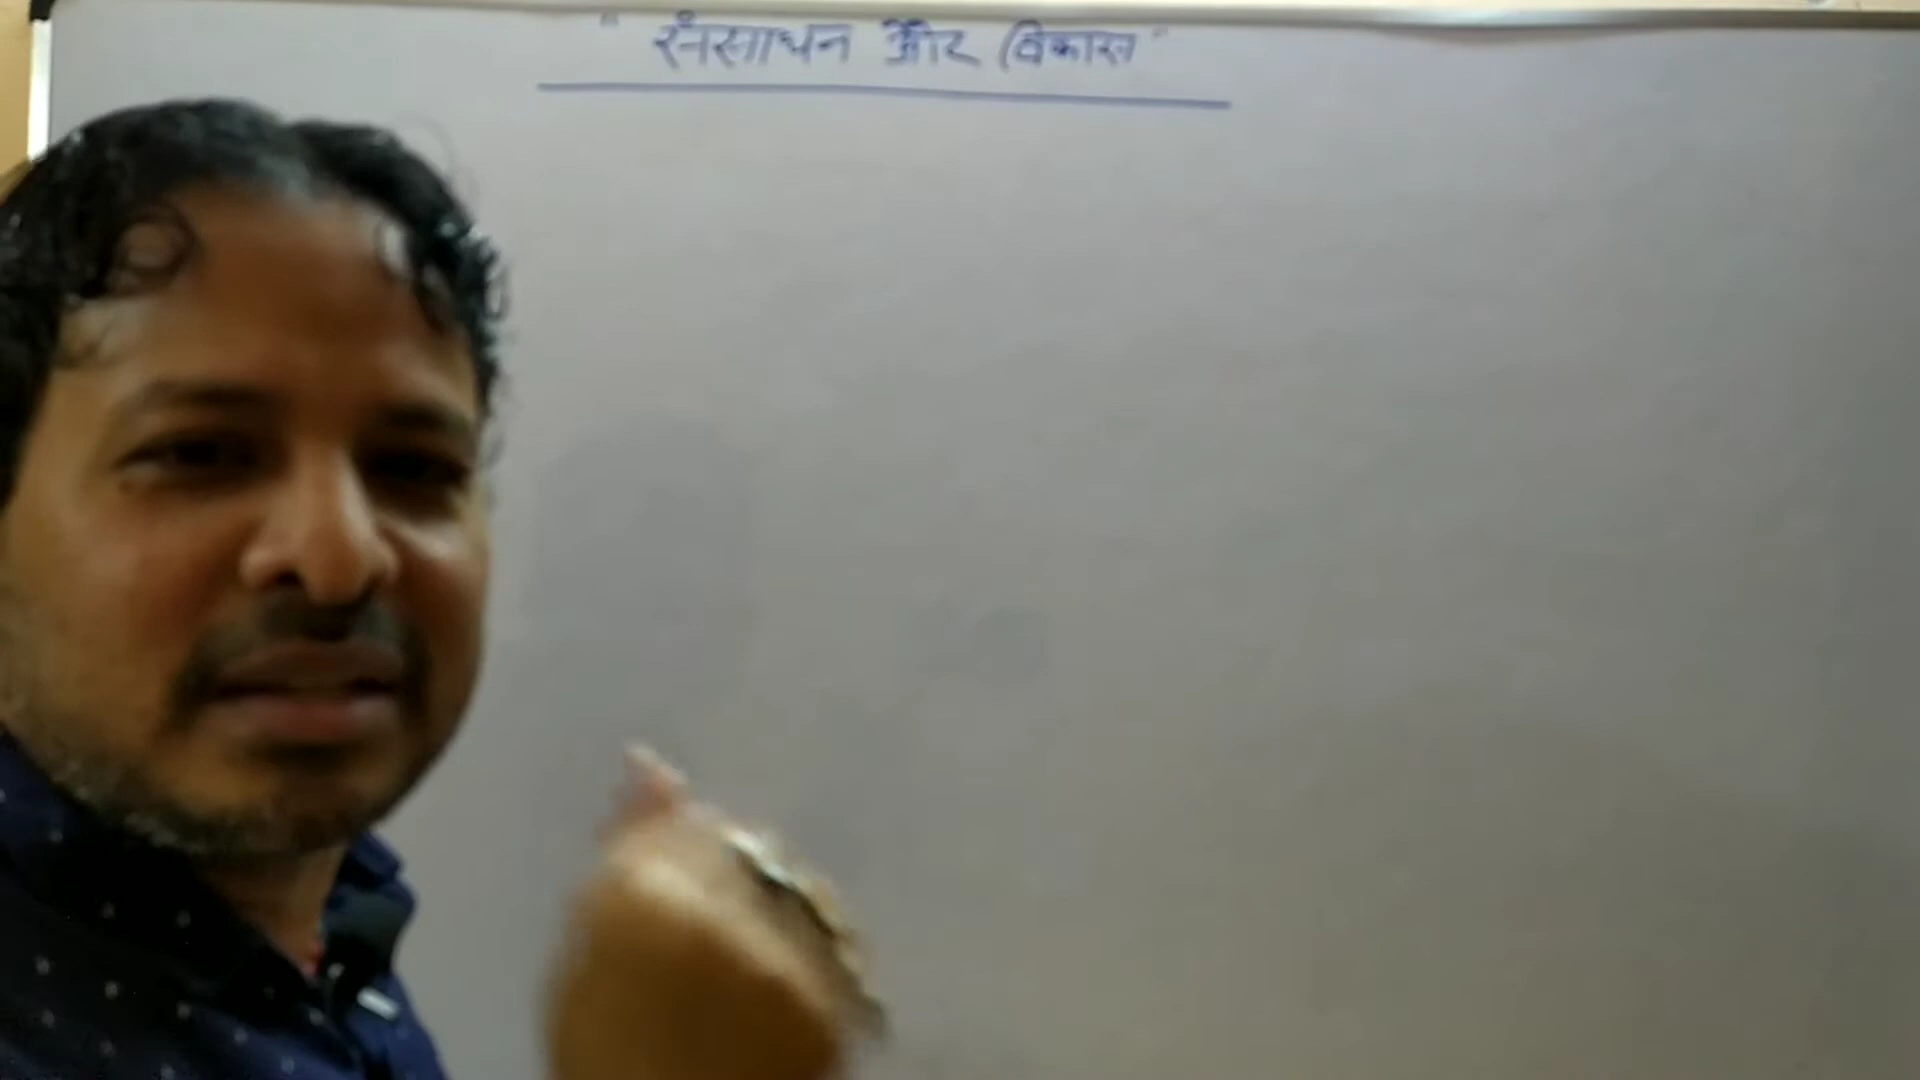 " संसाधन और विकास "